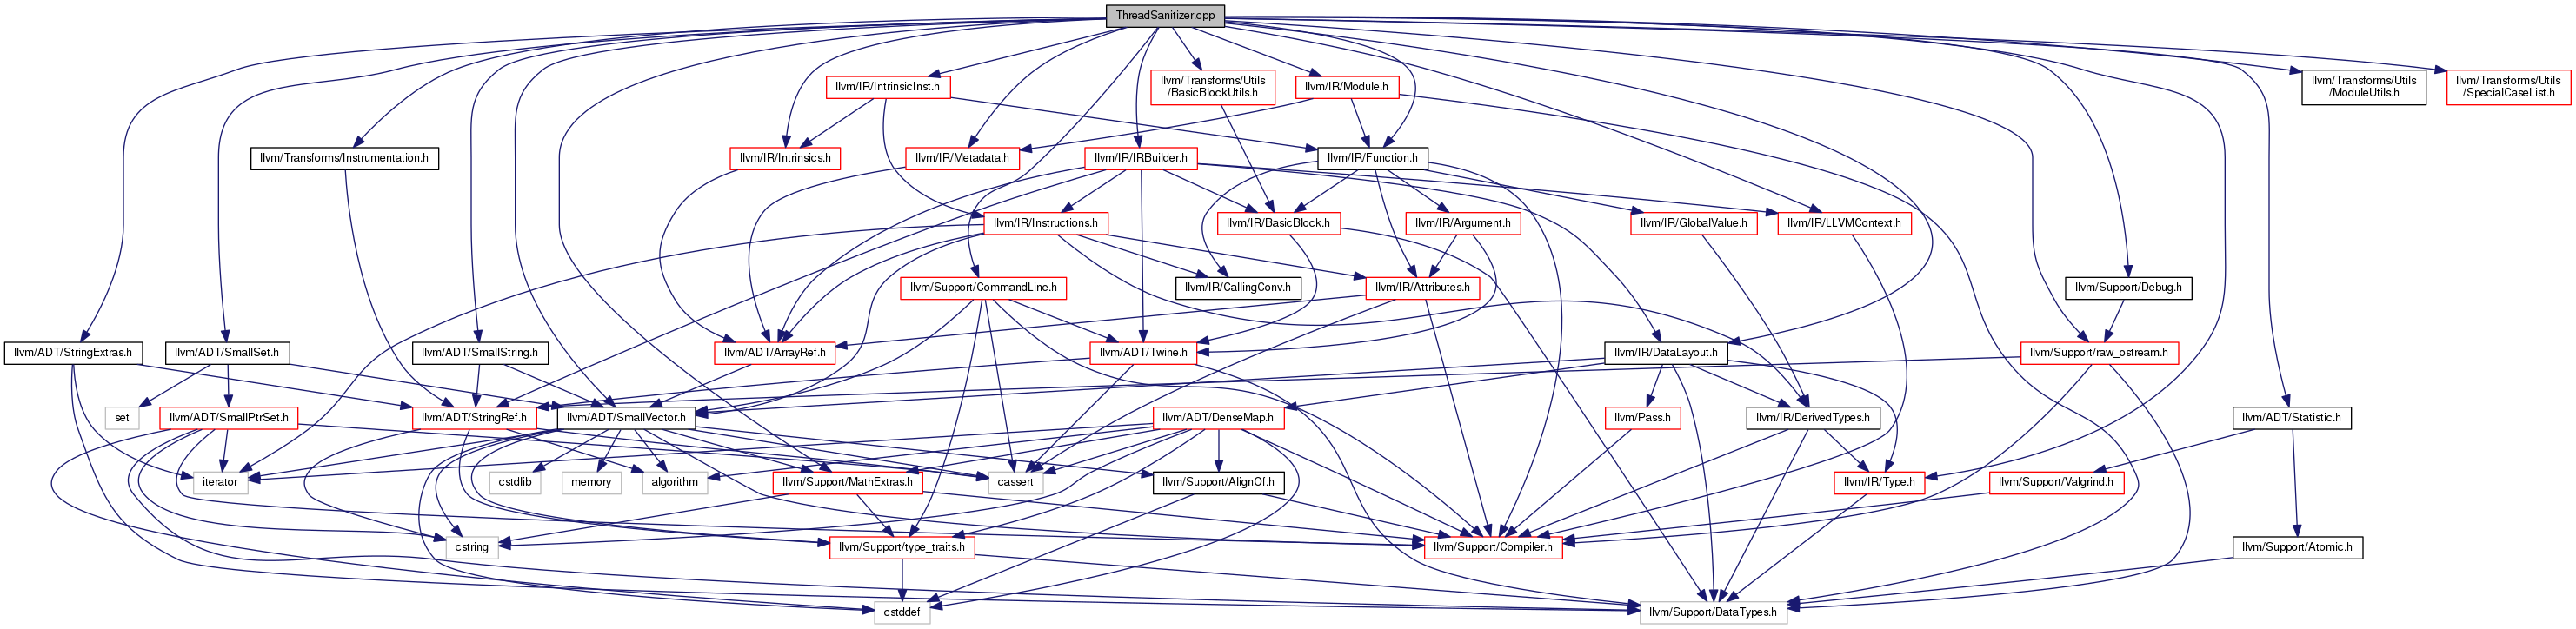 ThreadSanitizer.cpp
llvm/IR/IntrinsicInst.h
llvm/Transforms/Utils
/BasicBlockUtils.h
llvm/IR/Module.h
llvm/Transforms/Utils
/ModuleUtils.h
llvm/Transforms/Utils
/SpecialCaseList.h
llvm/Transforms/Instrumentation.h
llvm/IR/Intrinsics.h
llvm/IR/Metadata.h
llvm/IR/IRBuilder.h
llvm/IR/Function.h
llvm/IR/Instructions.h
llvm/IR/BasicBlock.h
llvm/IR/Argument.h
llvm/IR/GlobalValue.h
llvm/IR/LLVMContext.h
llvm/Support/CommandLine.h
llvm/IR/CallingConv.h
llvm/IR/Attributes.h
llvm/Support/Debug.h
llvm/ADT/StringExtras.h
llvm/ADT/SmallSet.h
llvm/ADT/SmallString.h
llvm/ADT/ArrayRef.h
llvm/ADT/Twine.h
llvm/IR/DataLayout.h
llvm/Support/raw_ostream.h
set
llvm/ADT/SmallPtrSet.h
llvm/ADT/StringRef.h
llvm/ADT/SmallVector.h
llvm/ADT/DenseMap.h
llvm/Pass.h
llvm/IR/DerivedTypes.h
llvm/ADT/Statistic.h
iterator
cstdlib
memory
algorithm
llvm/Support/MathExtras.h
cassert
llvm/Support/AlignOf.h
llvm/IR/Type.h
llvm/Support/Valgrind.h
cstring
llvm/Support/type_traits.h
llvm/Support/Compiler.h
llvm/Support/Atomic.h
cstddef
llvm/Support/DataTypes.h